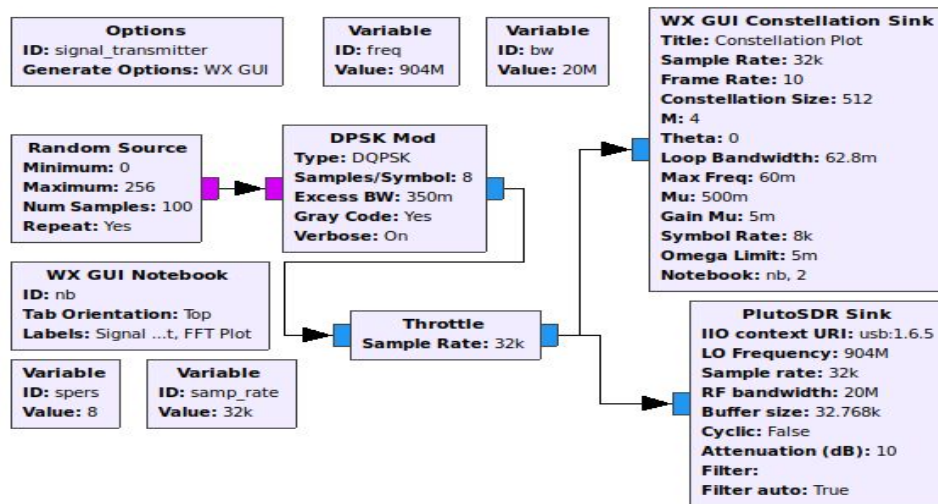 Options
ID: signal_transmitter
Generate Options: WX GUI
Variable
ID: freq
Value: 904M
Variable
ID: bw
Value: 20M
WX GUI Constellation Sink
Title: Constellation Plot
Sample Rate: 32k
Frame Rate: 10
Constellation Size: 512
M: 4
Theta: 0
Loop Bandwidth: 62.8m
Max Freq: 60m
Mu: 500m
Gain Mu: 5m
Symbol Rate: 8k
Omega Limit: 5m
Notebook: nb, 2
Random Source
Minimum: 0
Maximum: 256
Num Samples: 100
Repeat: Yes
DPSK Mod
Type: DQPSK
Samples/Symbol: 8
Excess BW: 350m
Gray Code: Yes
Verbose: On
WX GUI Notebook
ID: nb
Tab Orientation: Top
Labels: Signal ...t, FFT Plot
Throttle
Sample Rate: 32k
PlutoSDR Sink
IIO context URI: usb:1.6.5
LO Frequency: 904M
Sample rate: 32k
RF bandwidth: 20M
Buffer size: 32.768k
Cyclic: False
Attenuation (dB): 10
Filter:
Filter auto: True
Variable
ID: spers
Value: 8
Variable
ID: samp_rate
Value: 32k